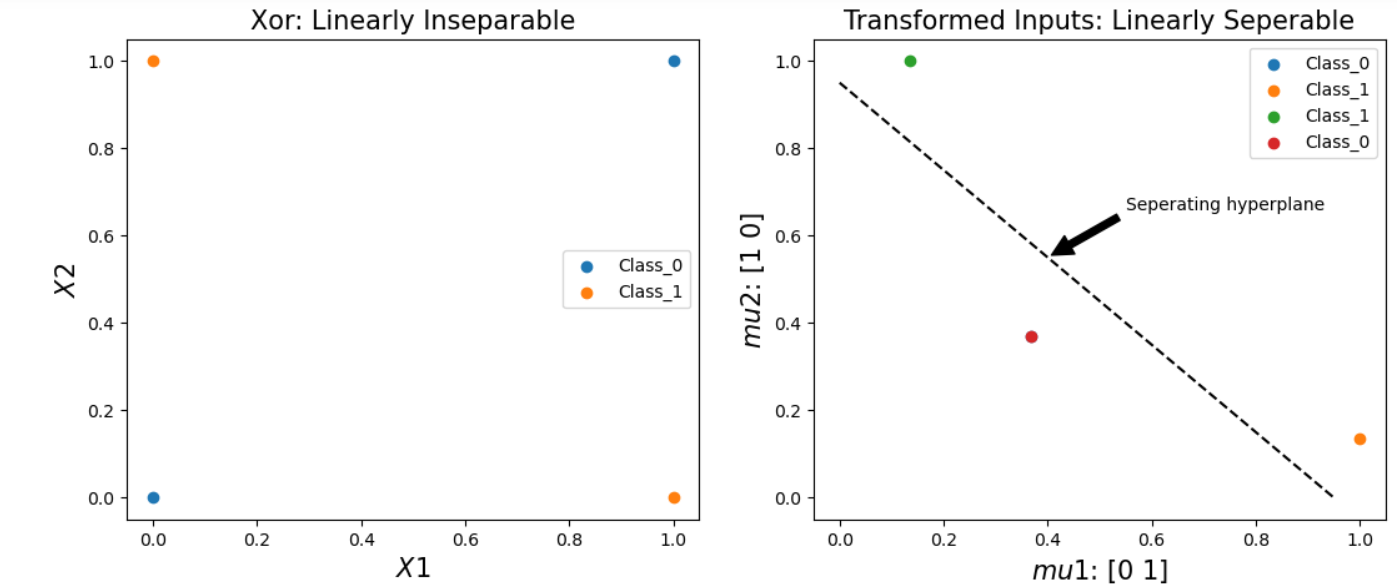 Xor: Linearly Inseparable
1.0
0.8
0.6
0.4
0.2
0.0
X2
Class_0
Class_1
0.0 0.2 0.4 0.6 0.8 1.0
X1
Transformed Inputs: Linearly Seperable
1.0
0.8
0.6
0.4
0.2
0.0
mu2: [1 0]
Class_0
Class_1
Class_1
Class_0
Seperating hyperplane
0.0 0.2 0.4 0.6 0.8 1.0
mu1: [0 1]